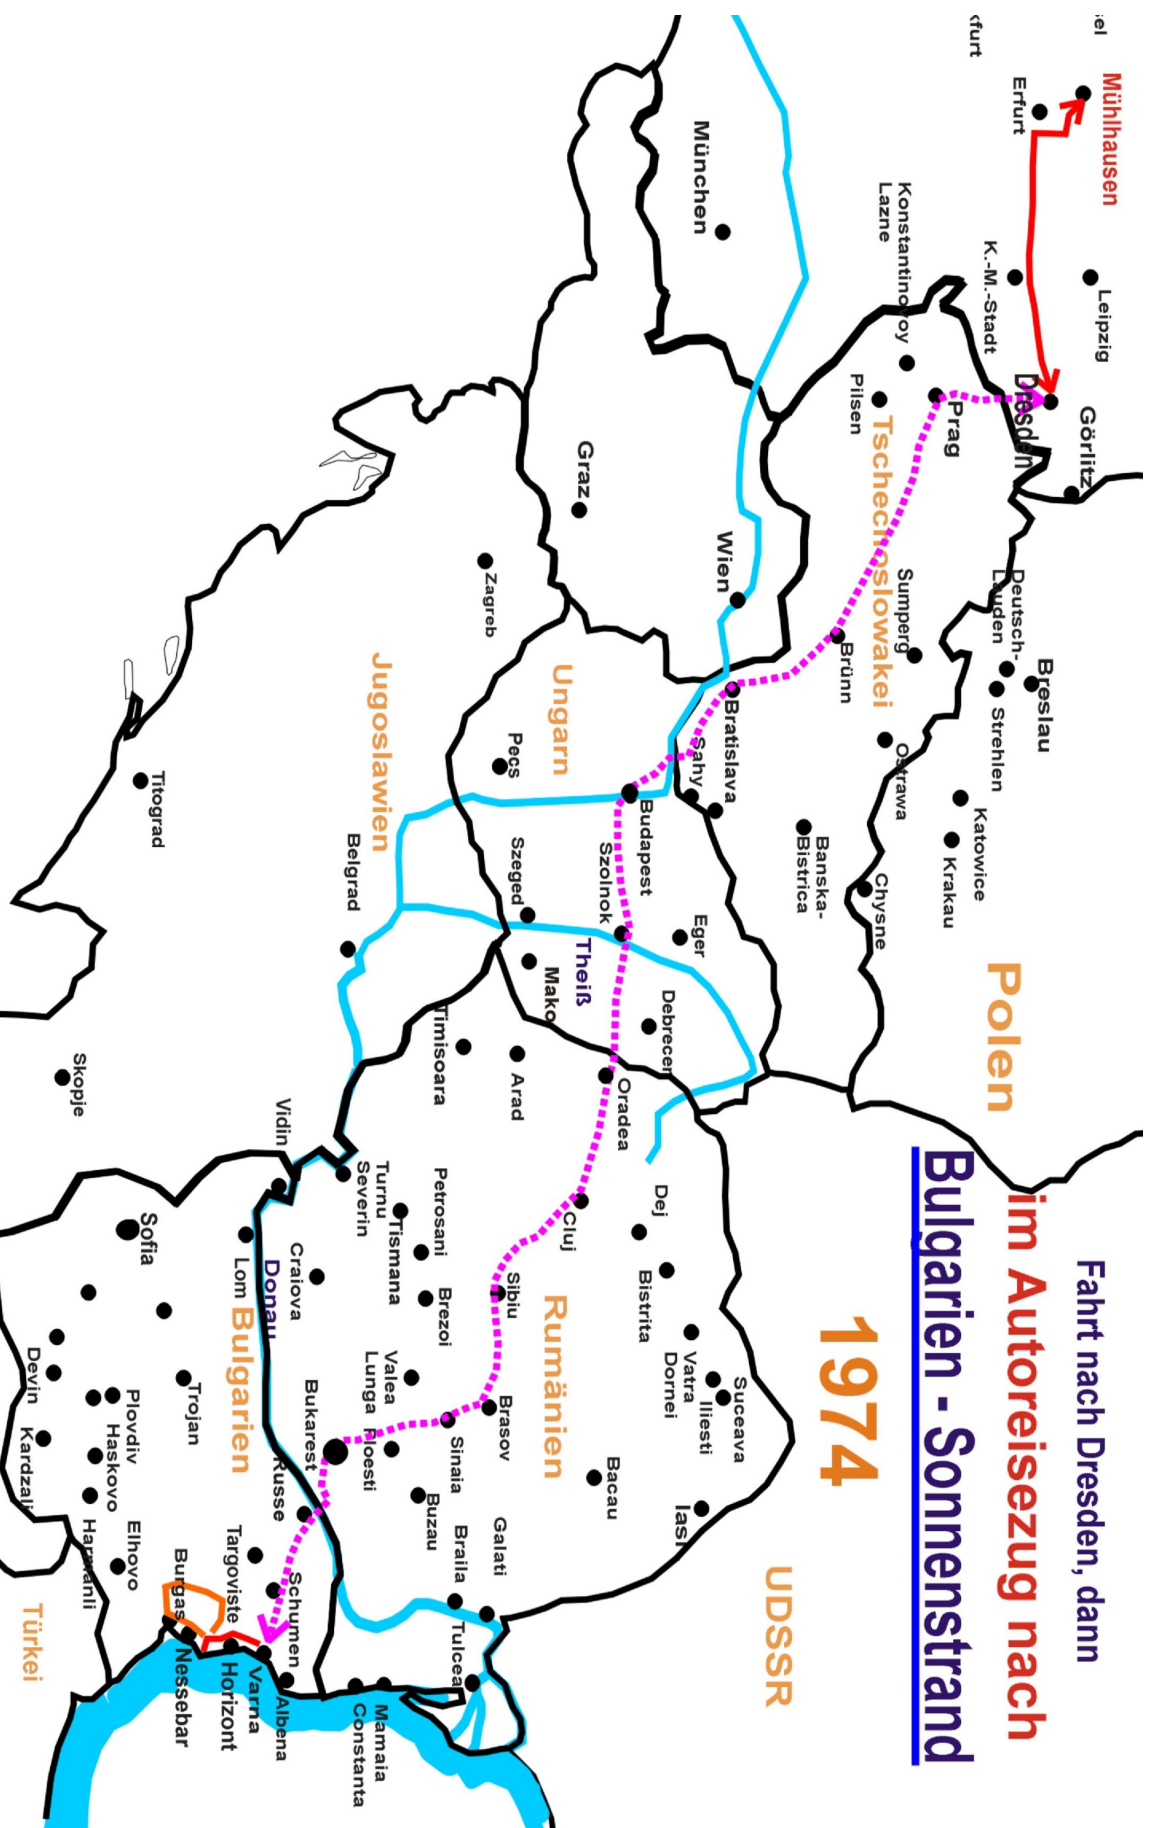 Fahrt nach Dresden, dann
im Autoreisezug nach
Bulgarien - Sonnenstrand
1974
Mühlhausen
Erfurt
Leipzig
K.-M.-Stadt
Dresden
Görlitz
München
Konstantinovoy
Lazne
Pilsen
Prag
Tschechoslowakei
Graz
Wien
Zagreb
Sumperg
Brünn
Deutsch-
Lauden
Breslau
Strehlen
Ostrawa
Katowice
Krakau
Polen
Chysne
Banska-
Bistrica
Bratislava
Sahy
Ungarn
Jugoslawien
Pecs
Budapest
Szolnok
Szeged
Eger
Theiß
Mako
Debrecen
Belgrad
Titograd
Skopje
Timisoara
Arad
Oradea
Cluj
Dej
Bistrita
Vatra
Dornei
Iliesti
Suceava
Iasi
Bacau
Rumänien
UDSSR
Vidin
Turnu
Severin
Tismana
Petrosani
Brezoi
Sibiu
Craiova
Valea
Lunga
Brasov
Sinaia
Ploesti
Bukarest
Buzau
Braila
Galati
Tulcea
Sofia
Lom
Donau
Bulgarien
Trojan
Devin
Plovdiv
Haskovo
Kardzali
Harmanli
Elhovo
Russe
Targoviste
Schumen
Burgas
Nessebar
Horizont
Varna
Albena
Mamaia
Constanta
Türkei